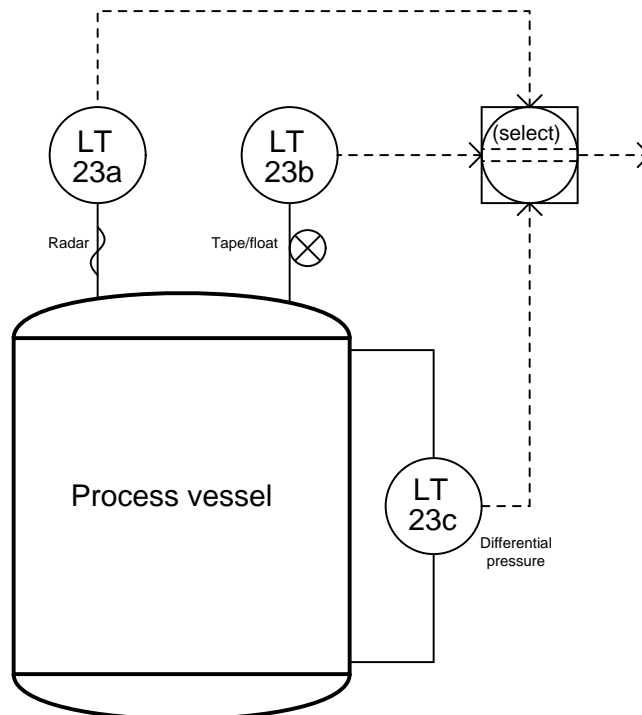 LT
23a
LT
23b
(select)
Radar
Tape/float
Process vessel
LT
23c
Differential
pressure